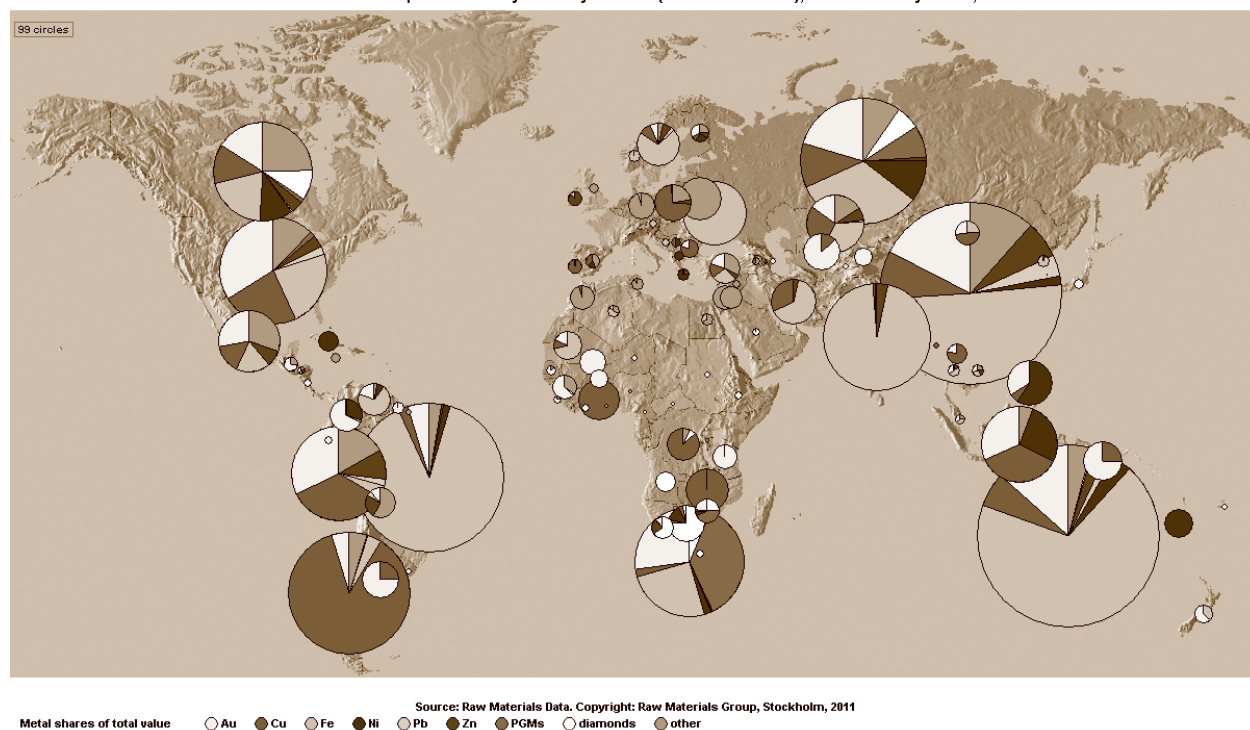 99 circles
Source: Raw Materials Data. Copyright: Raw Materials Group, Stockholm, 2011
Metal shares of total value Au Cu Fe Ni Pb Zn PGMs diamonds other